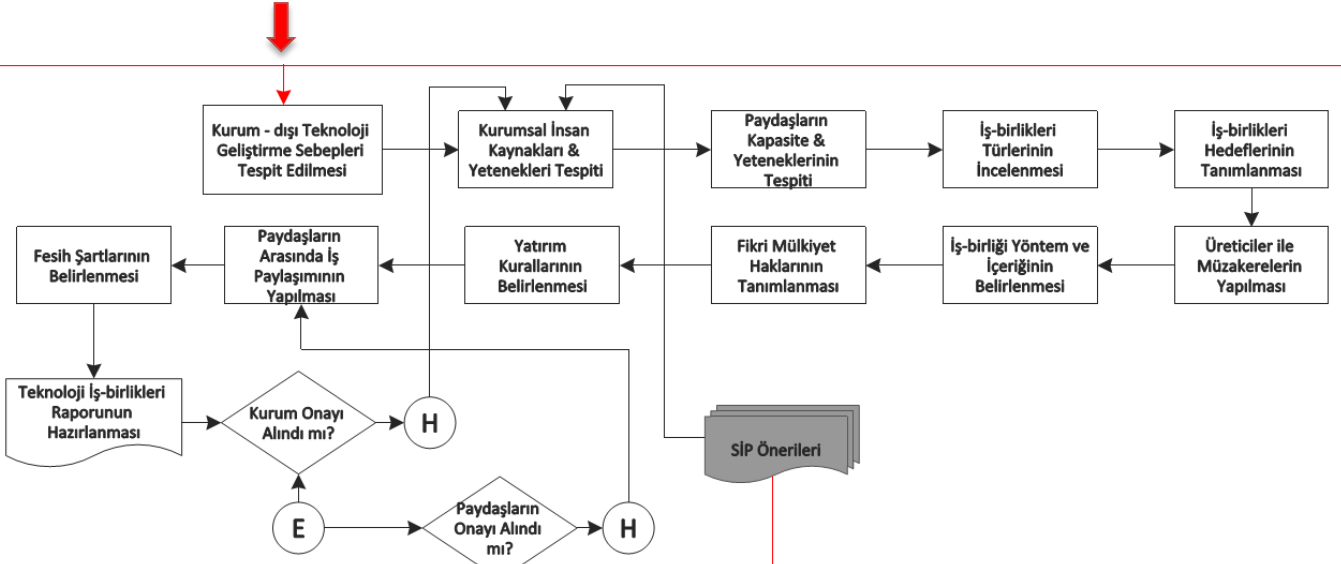 Kurum - dışı Teknoloji
Geliştirme Sebepleri
Tespit Edilmesi
Kurumsal İnsan
Kaynakları &
Yetenekleri Tespiti
Paydaşların
Kapasite &
Yeteneklerinin
Tespiti
İş-birlikleri
Türlerinin
İncelenmesi
İş-birlikleri
Hedeflerinin
Tanımlanması
Fesih Şartlarının
Belirlenmesi
Paydaşların
Arasında İş
Paylaşımının
Yapılması
Yatırım
Kurallarının
Belirlenmesi
Fikri Mülkiyet
Haklarının
Tanımlanması
İş-birliği Yöntem ve
İçeriğinin
Belirlenmesi
Üreticiler ile
Müzakerelerin
Yapılması
Teknoloji İş-birlikleri
Raporunun
Hazırlanması
Kurum Onayı
Alındı mı?
H
SİP Önerileri
E
Paydaşların
Onayı Alındı
mı?
H